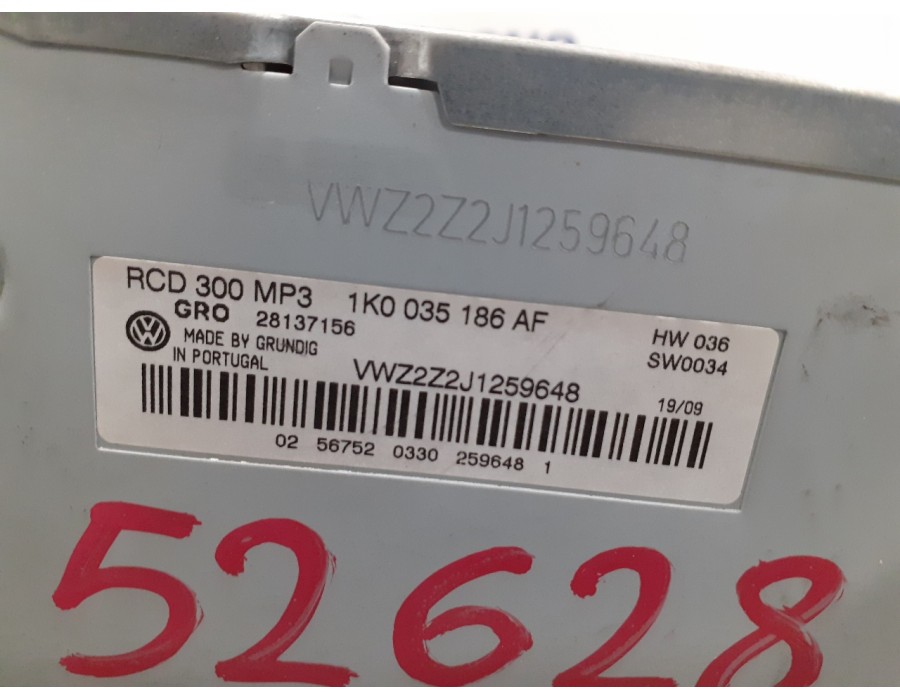 VWZ2Z2J1259648
RCD 300 MP3 1K0 035 186 AF
GRO 28137156
HW 036
MADE BY GRUNDIG
SW0034
IN PORTUGAL
VWZ2Z2J1259648
19/09
02 56752 0330 259648 1
52628